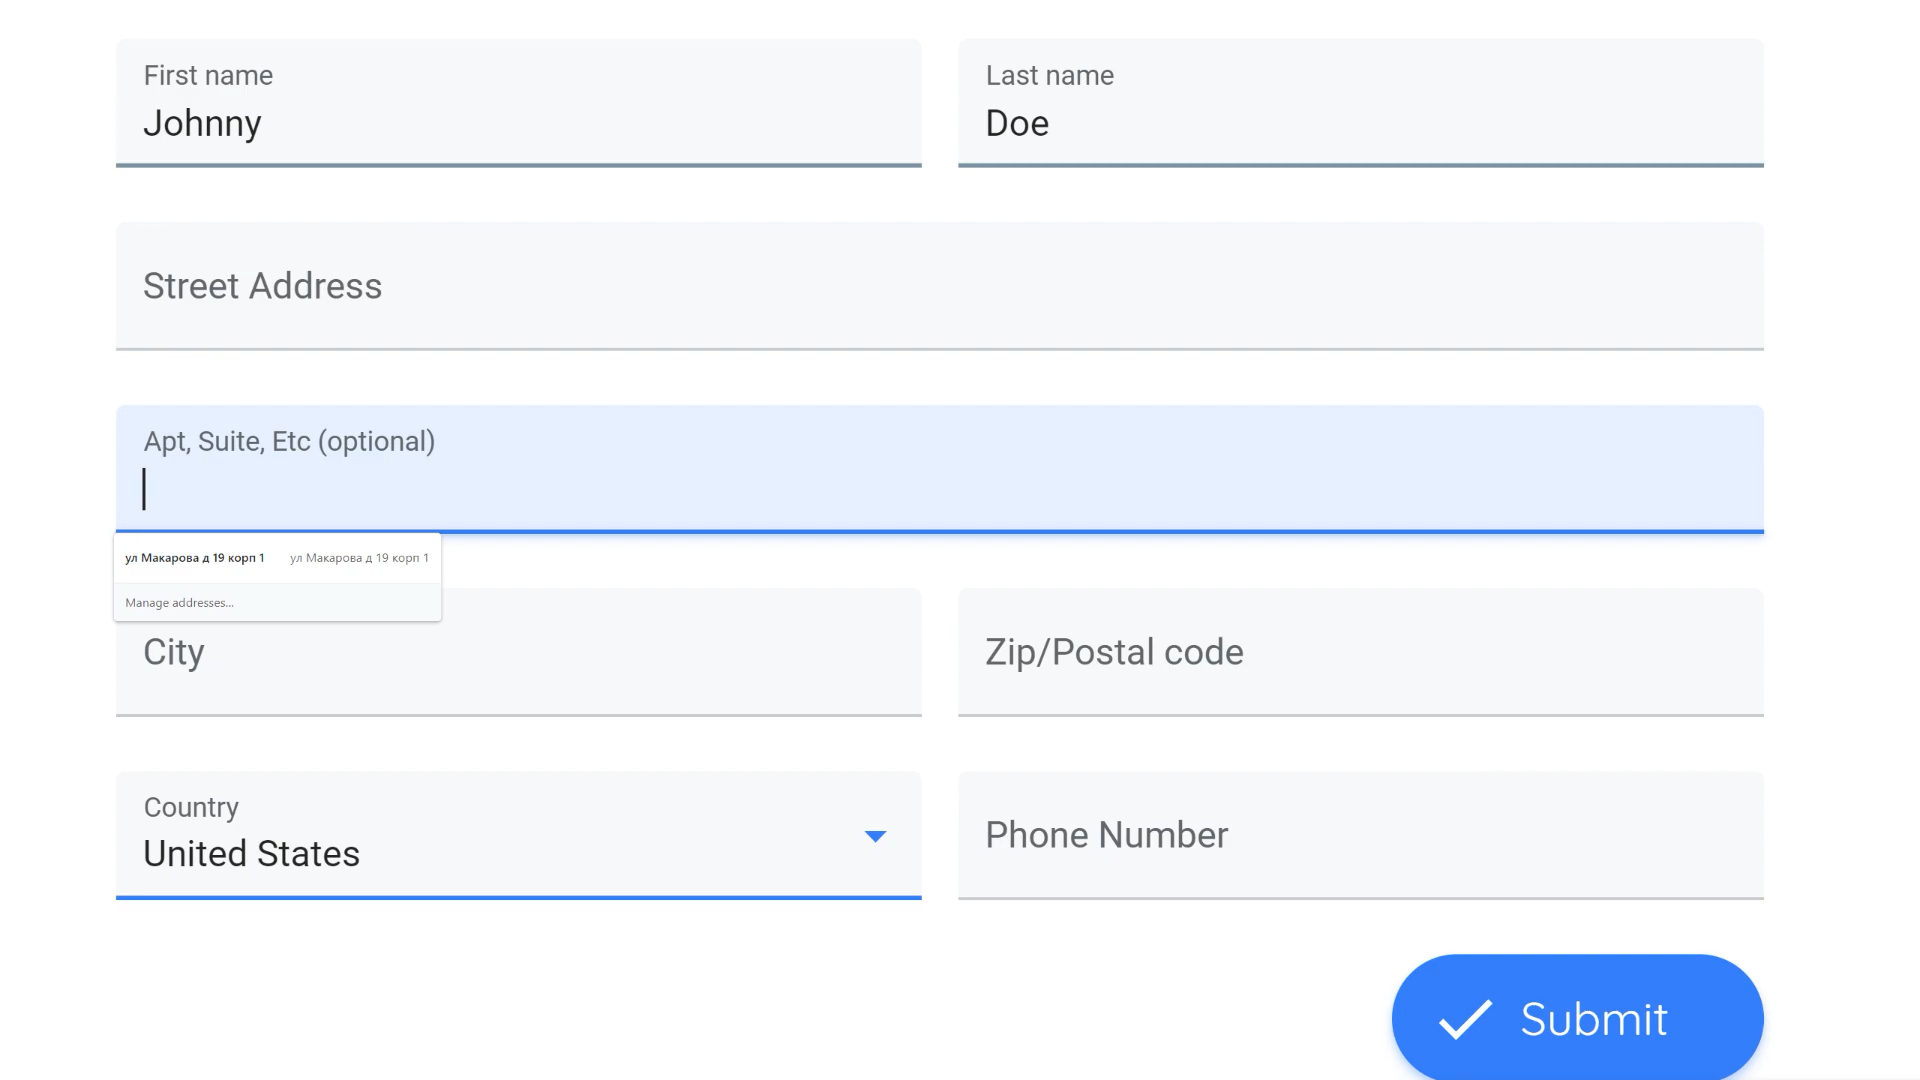 First name
Johnny
Last name
Doe
Street Address
Apt, Suite, Etc (optional)
ул Макарова д 19 корп 1 ул Макарова д 19 корп 1
Manage addresses...
City
Zip/Postal code
Country
United States
Phone Number
Submit